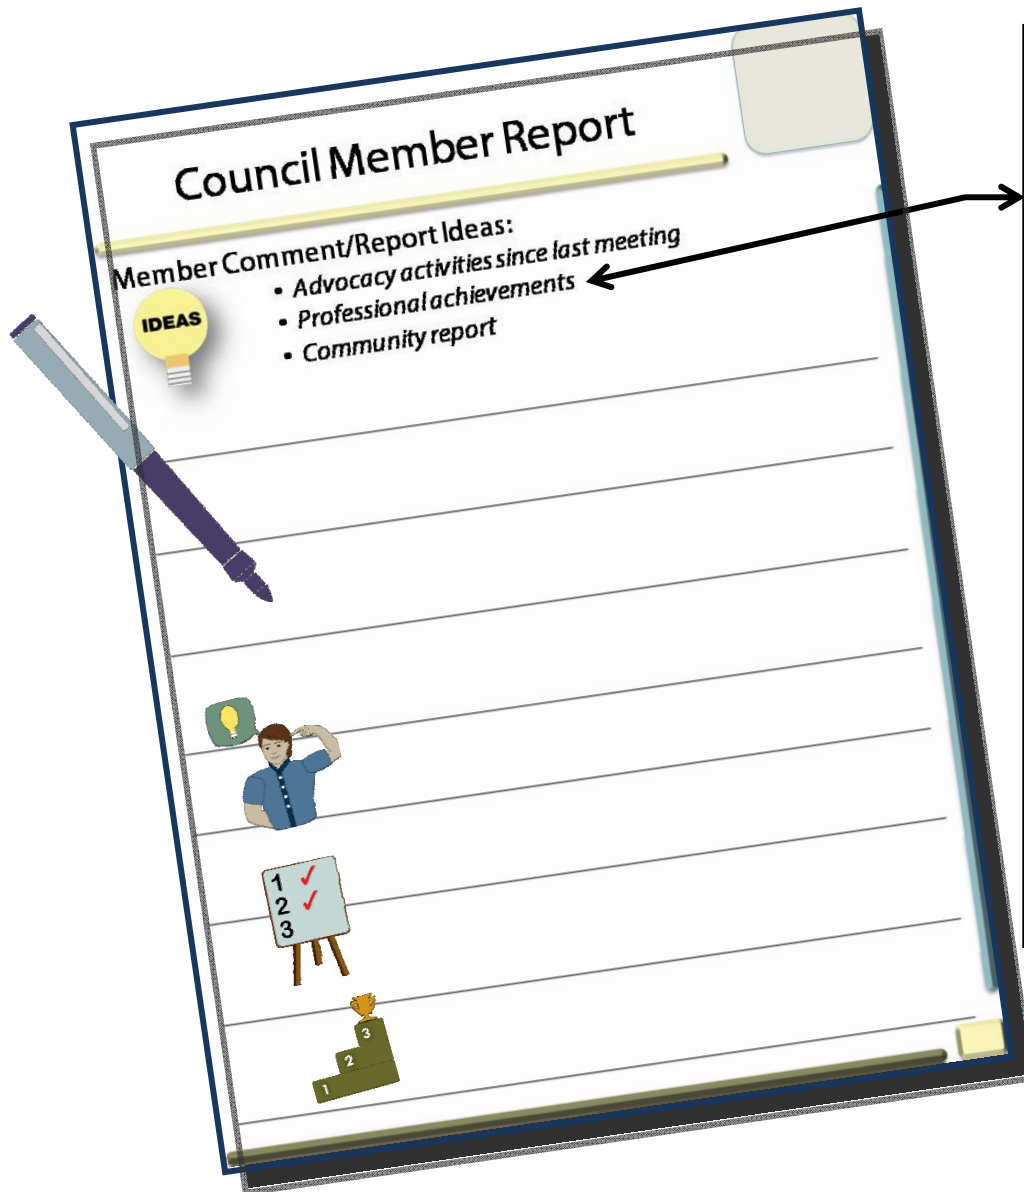 Council Member Report
Member Comment/Report Ideas:
• Advocacy activities since last meeting
• Professional achievements
• Community report
IDEAS
1 ✓
2 ✓
3
3
2
1